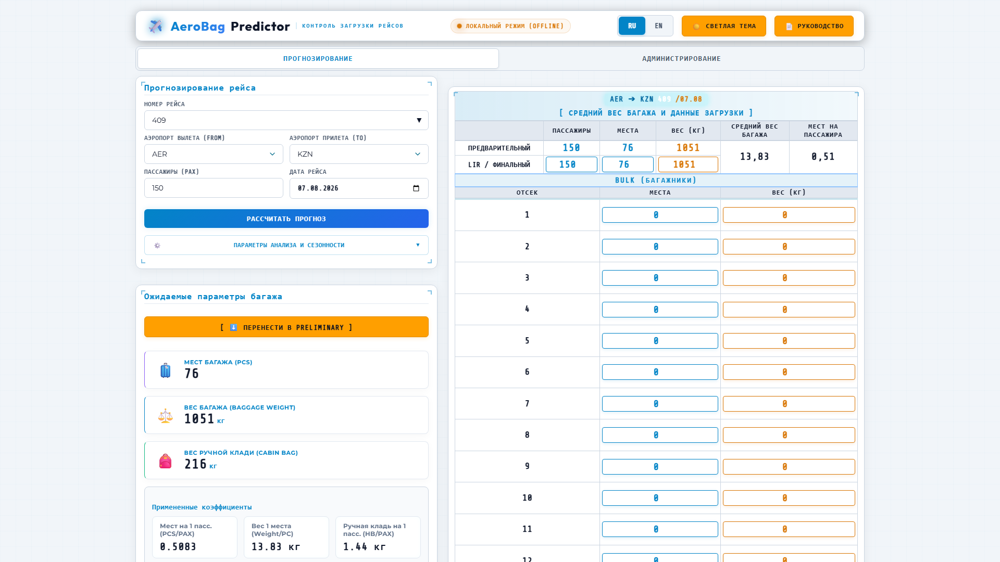 AeroBag Predictor
КОНТРОЛЬ ЗАГРУЗКИ РЕЙСОВ
ЛОКАЛЬНЫЙ РЕЖИМ (OFFLINE)
RU
EN
СВЕТЛАЯ ТЕМА
РУКОВОДСТВО
ПРОГНОЗИРОВАНИЕ
АДМИНИСТРИРОВАНИЕ
Прогнозирование рейса
НОМЕР РЕЙСА
409
АЭРОПОРТ ВЫЛЕТА (FROM)
АЭРОПОРТ ПРИЛЕТА (TO)
AER
KZN
ПАССАЖИРЫ (PAX)
ДАТА РЕЙСА
150
07.08.2026
РАССЧИТАТЬ ПРОГНОЗ
ПАРАМЕТРЫ АНАЛИЗА И СЕЗОННОСТИ
Ожидаемые параметры багажа
[ ⬇️ ПЕРЕНЕСТИ В PRELIMINARY ]
МЕСТ БАГАЖА (PCS)
76
ВЕС БАГАЖА (BAGGAGE WEIGHT)
1051 КГ
ВЕС РУЧНОЙ КЛАДИ (CABIN BAG)
216 КГ
Примененные коэффициенты
Мест на 1 пасс. (PCS/PAX)
0.5083
Вес 1 места (Weight/PC)
13.83 кг
Ручная кладь на 1 пасс. (HB/PAX)
1.44 кг
AER ➔ KZN 409 /07.08
[ СРЕДНИЙ ВЕС БАГАЖА И ДАННЫЕ ЗАГРУЗКИ ]
ПАССАЖИРЫ МЕСТА ВЕС (КГ) СРЕДНИЙ ВЕС БАГАЖА МЕСТ НА ПАССАЖИРА
ПРЕДВАРИТЕЛЬНЫЙ 150 76 1051 13,83 0,51
LIR / ФИНАЛЬНЫЙ 150 76 1051
BULK (БАГАЖНИКИ)
ОТСЕК МЕСТА ВЕС (КГ)
1 0 0
2 0 0
3 0 0
4 0 0
5 0 0
6 0 0
7 0 0
8 0 0
9 0 0
10 0 0
11 0 0
12 0 0